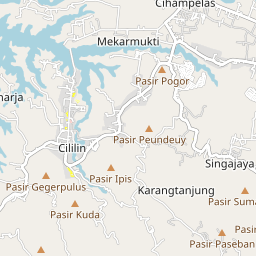 Cihampelas
Mekarmukti
Pasir Pogor
harja
Pasir Peundeuy
Cililin
Singajaya
Pasir Ipis
Pasir Gegerpulus
Karangtanjung
Pasir Suma
Pasir Kuda
Pasir Paseban